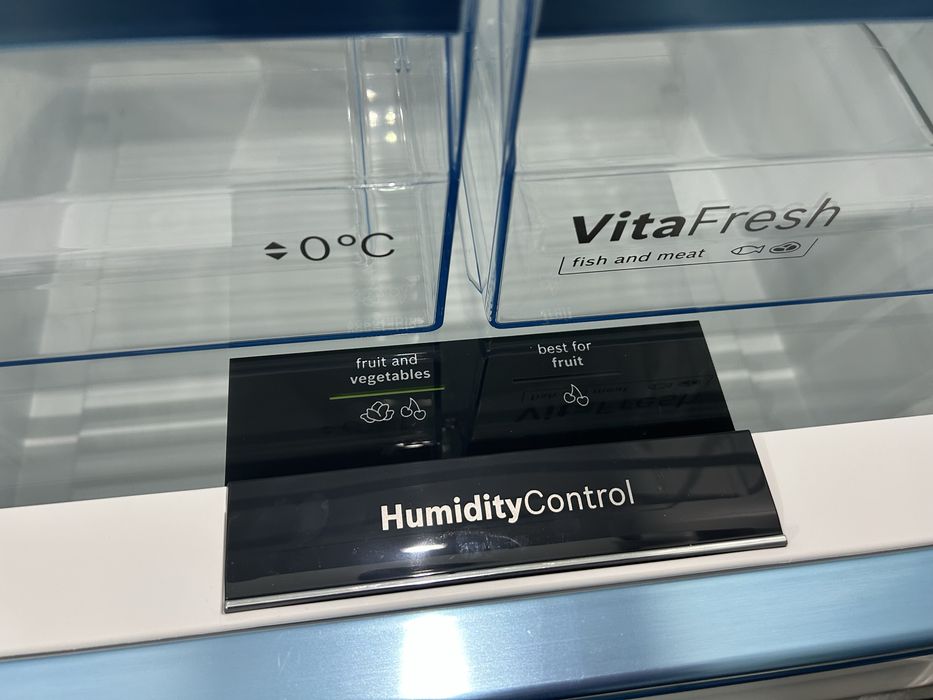 0°C
VitaFresh
fish and meat
fruit and
vegetables
best for
fruit
HumidityControl